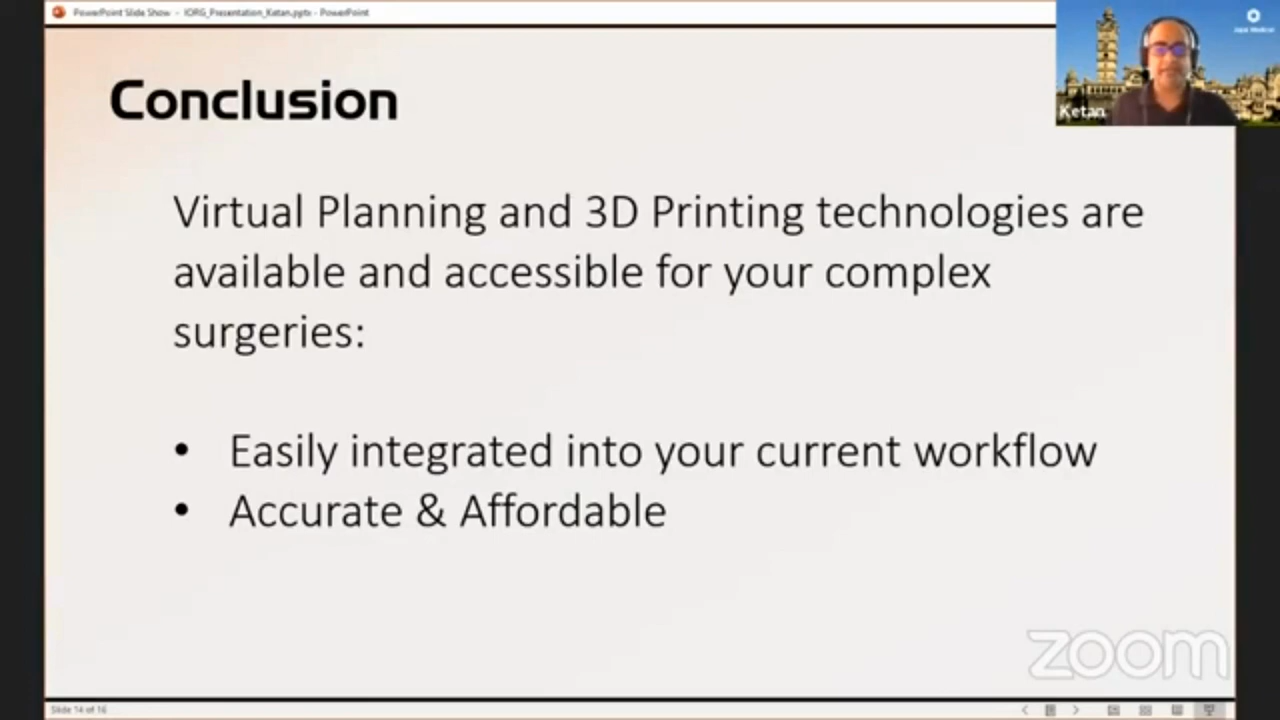 PowerPoint Slide Show - IORG_Presentation_Ketan.pptx - PowerPoint
Ketan
Conclusion
Virtual Planning and 3D Printing technologies are
available and accessible for your complex
surgeries:
• Easily integrated into your current workflow
• Accurate & Affordable
zoom
Slide 14 of 16